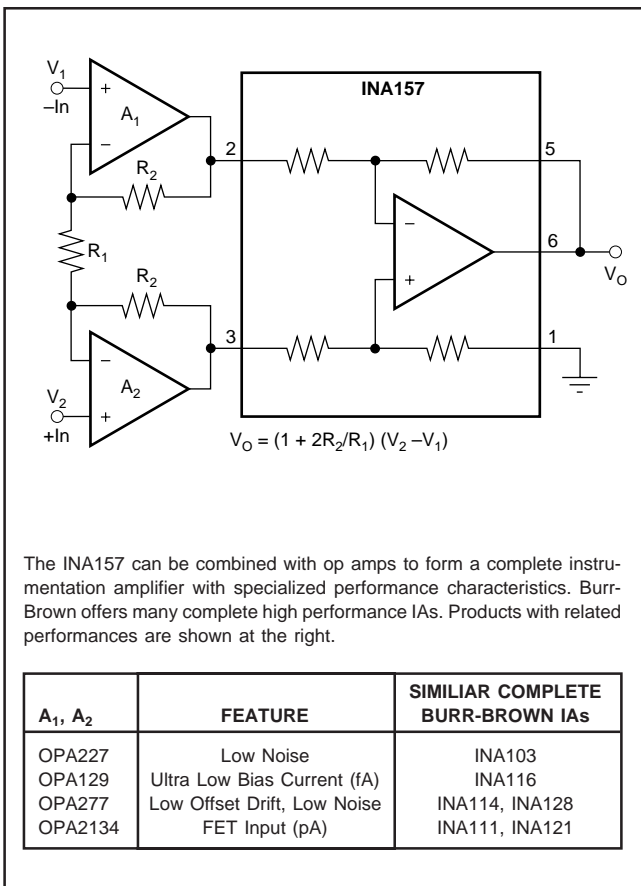 V1
–In
A1
R2
R1
R2
A2
V2
+In
INA157
2
5
6
VO
3
1
+
–
–
+
–
+
VO = (1 + 2R2/R1) (V2 –V1)
The INA157 can be combined with op amps to form a complete instru-
mentation amplifier with specialized performance characteristics. Burr-
Brown offers many complete high performance IAs. Products with related
performances are shown at the right.
A1, A2
FEATURE
SIMILIAR COMPLETE
BURR-BROWN IAs
OPA227 Low Noise INA103
OPA129 Ultra Low Bias Current (fA) INA116
OPA277 Low Offset Drift, Low Noise INA114, INA128
OPA2134 FET Input (pA) INA111, INA121